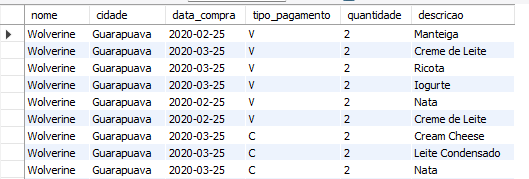 nome cidade data_compra tipo_pagamento quantidade descricao
Wolverine Guarapuava 2020-02-25 V 2 Manteiga
Wolverine Guarapuava 2020-03-25 V 2 Creme de Leite
Wolverine Guarapuava 2020-03-25 V 2 Ricota
Wolverine Guarapuava 2020-03-25 V 2 Iogurte
Wolverine Guarapuava 2020-02-25 V 2 Nata
Wolverine Guarapuava 2020-02-25 V 2 Creme de Leite
Wolverine Guarapuava 2020-03-25 C 2 Cream Cheese
Wolverine Guarapuava 2020-03-25 C 2 Leite Condensado
Wolverine Guarapuava 2020-03-25 C 2 Nata